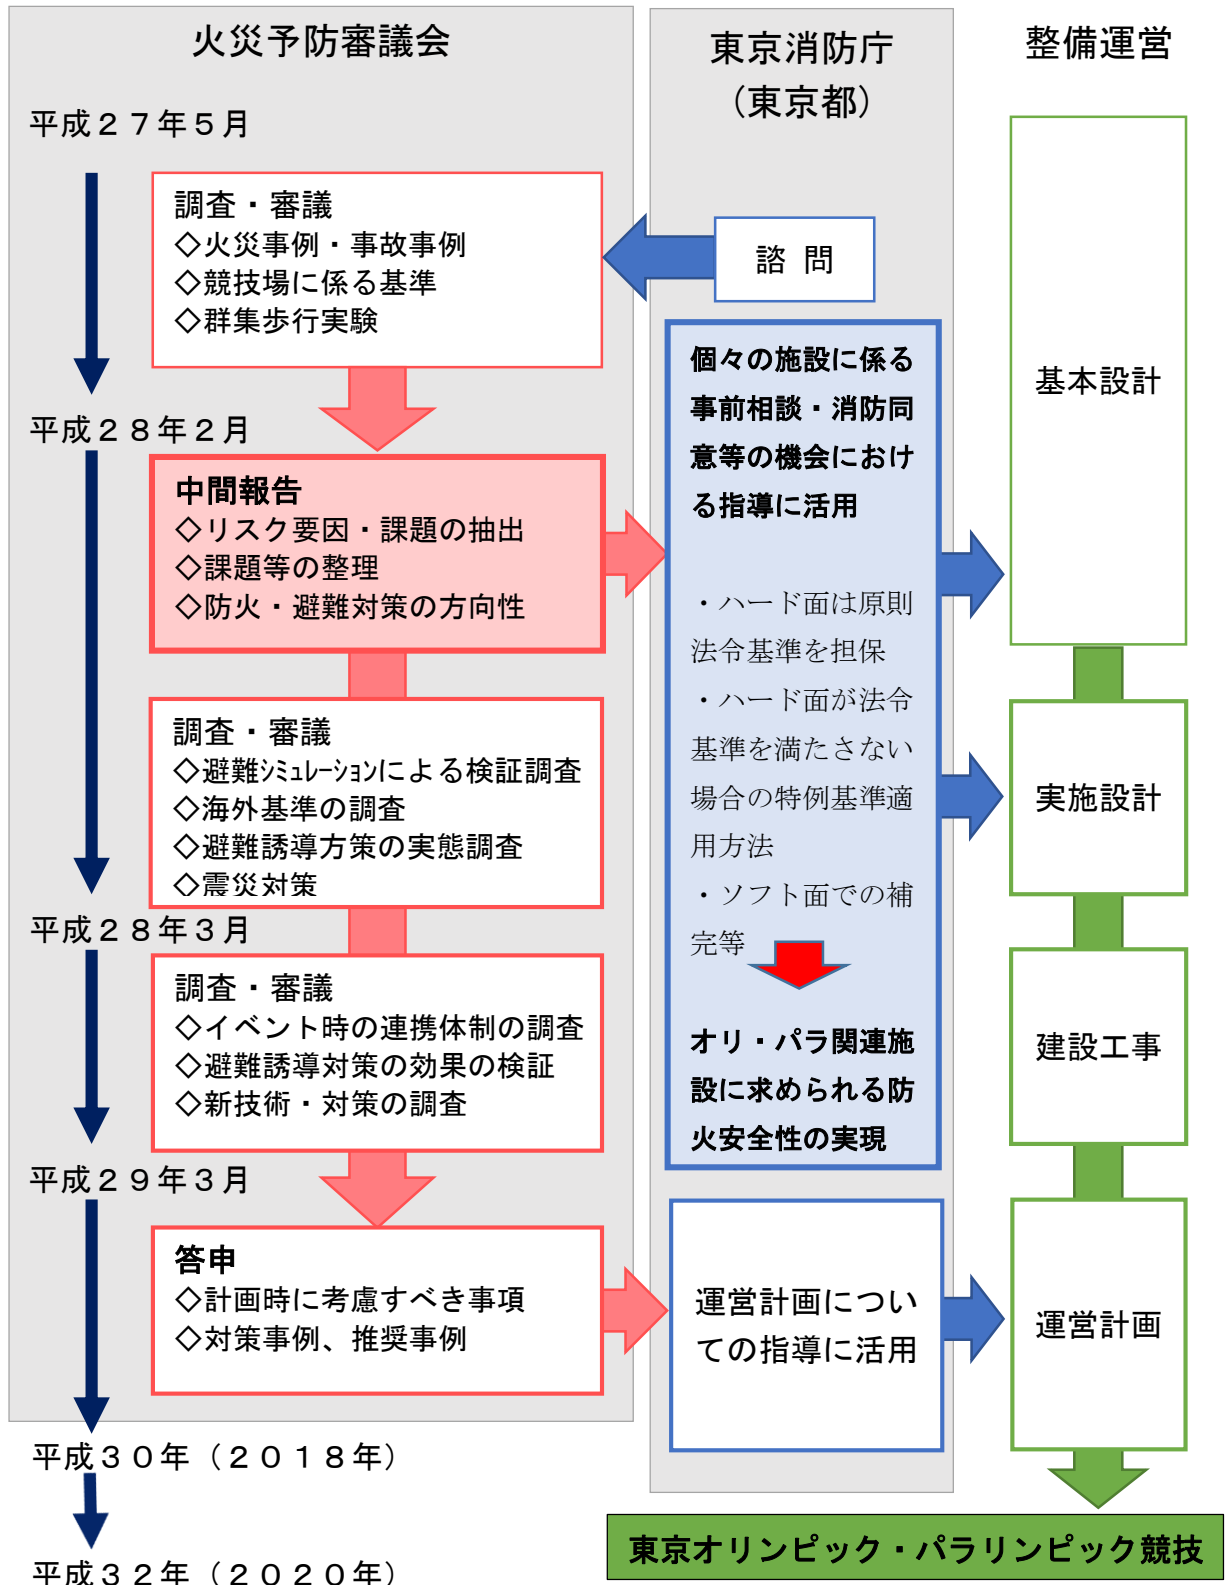 火災予防審議会
平成２７年５月
調査・審議
◇火災事例・事故事例
◇競技場に係る基準
◇群集歩行実験
平成２８年２月
中間報告
◇リスク要因・課題の抽出
◇課題等の整理
◇防火・避難対策の方向性
調査・審議
◇避難ｼﾐｭﾚｰｼｮﾝによる検証調査
◇海外基準の調査
◇避難誘導方策の実態調査
◇震災対策
平成２８年３月
調査・審議
◇イベント時の連携体制の調査
◇避難誘導対策の効果の検証
◇新技術・対策の調査
平成２９年３月
答申
◇計画時に考慮すべき事項
◇対策事例、推奨事例
平成３０年（２０１８年）
平成３２年（２０２０年）
東京消防庁
（東京都）
諮 問
個々の施設に係る
事前相談・消防同
意等の機会におけ
る指導に活用
・ハード面は原則
法令基準を担保
・ハード面が法令
基準を満たさない
場合の特例基準適
用方法
・ソフト面での補
完等
オリ・パラ関連施
設に求められる防
火安全性の実現
運営計画につい
ての指導に活用
整備運営
基本設計
実施設計
建設工事
運営計画
東京オリンピック・パラリンピック競技